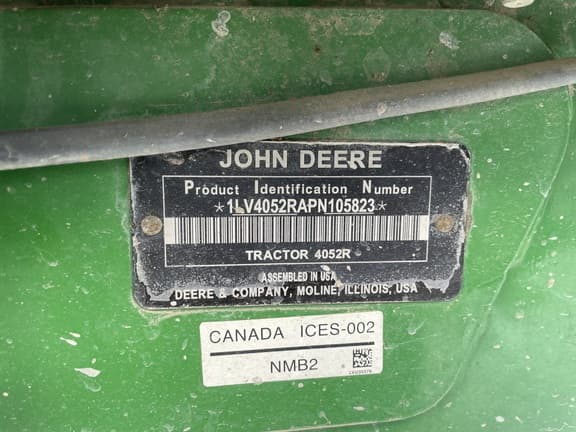 JOHN DEERE
Product Identification Number
*1LV4052RAPN105823*
TRACTOR 4052R
ASSEMBLED IN USA
DEERE & COMPANY, MOLINE, ILLINOIS, USA
CANADA ICES-002
NMB2